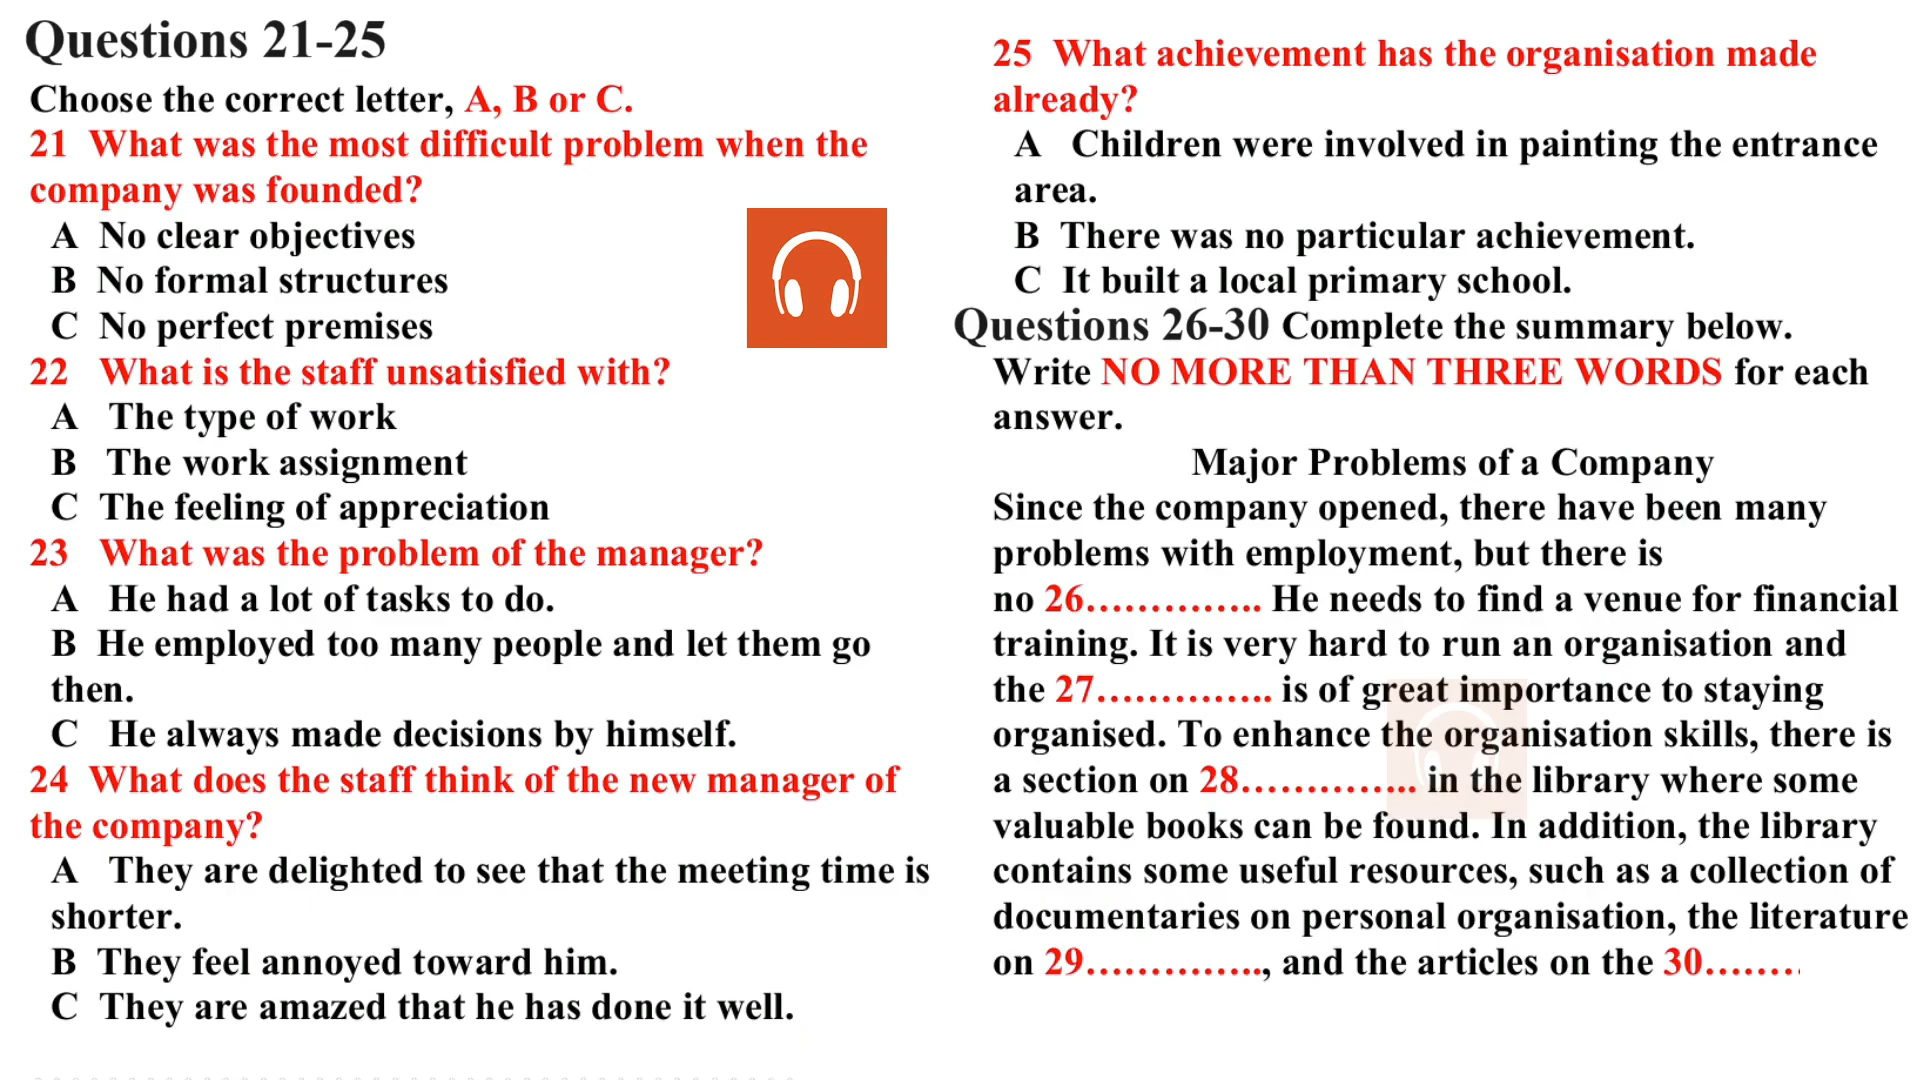 Questions 21-25
Choose the correct letter, A, B or C.
21 What was the most difficult problem when the
company was founded?
A No clear objectives
B No formal structures
C No perfect premises
22 What is the staff unsatisfied with?
A The type of work
B The work assignment
C The feeling of appreciation
23 What was the problem of the manager?
A He had a lot of tasks to do.
B He employed too many people and let them go
then.
C He always made decisions by himself.
24 What does the staff think of the new manager of
the company?
A They are delighted to see that the meeting time is
shorter.
B They feel annoyed toward him.
C They are amazed that he has done it well.
25 What achievement has the organisation made
already?
A Children were involved in painting the entrance
area.
B There was no particular achievement.
C It built a local primary school.
Questions 26-30 Complete the summary below.
Write NO MORE THAN THREE WORDS for each
answer.
Major Problems of a Company
Since the company opened, there have been many
problems with employment, but there is
no 26.............. He needs to find a venue for financial
training. It is very hard to run an organisation and
the 27.............. is of great importance to staying
organised. To enhance the organisation skills, there is
a section on 28.............. in the library where some
valuable books can be found. In addition, the library
contains some useful resources, such as a collection of
documentaries on personal organisation, the literature
on 29.............., and the articles on the 30........